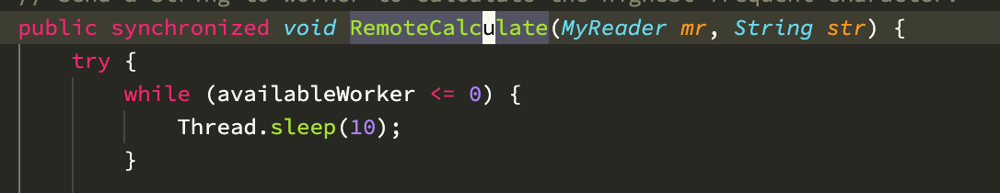 // Send a String to worker to calculate the highest frequent character.
public synchronized void RemoteCalculate(MyReader mr, String str) {
try {
while (availableWorker <= 0) {
Thread.sleep(10);
}